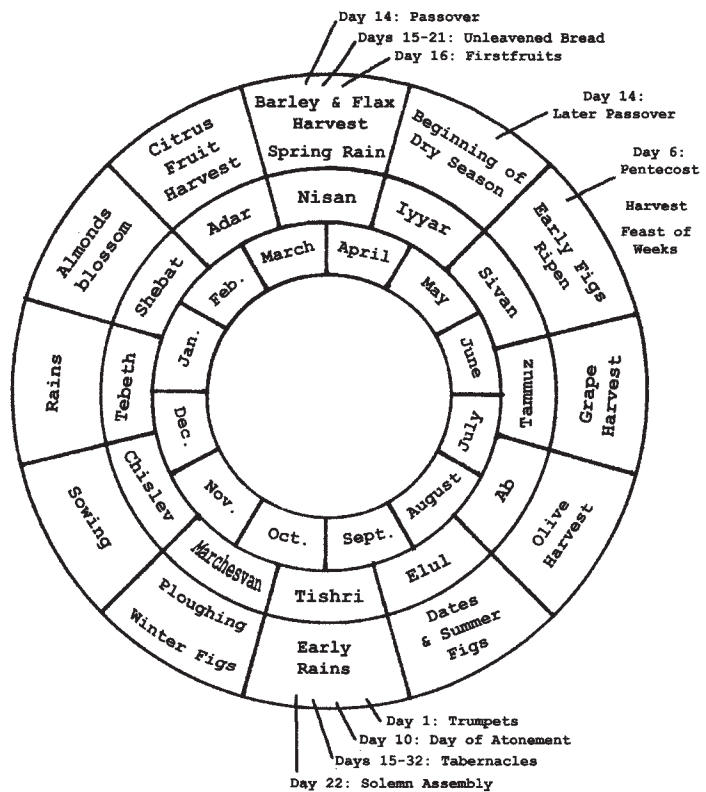 Day 14: Passover
Days 15-21: Unleavened Bread
Day 16: Firstfruits
Day 14:
Later Passover
Day 6:
Pentecost
Harvest
Feast of
Weeks
Barley & Flax
Harvest
Spring Rain
Beginning of
Dry Season
Early Figs
Ripen
Grape
Harvest
Olive
Harvest
Dates
& Summer
Figs
Early
Rains
Ploughing
Winter Figs
Sowing
Rains
Almonds
blossom
Citrus
Fruit
Harvest
Nisan
Iyyar
Sivan
Tammuz
Ab
Elul
Tishri
Marchesvan
Chislev
Tebeth
Shebat
Adar
March
April
May
June
July
August
Sept.
Oct.
Nov.
Dec.
Jan.
Feb.
Day 1: Trumpets
Day 10: Day of Atonement
Days 15-32: Tabernacles
Day 22: Solemn Assembly